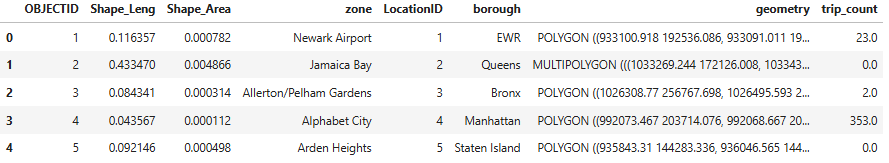 OBJECTID Shape_Leng Shape_Area zone LocationID borough geometry trip_count
0 1 0.116357 0.000782 Newark Airport 1 EWR POLYGON ((933100.918 192536.086, 933091.011 19... 23.0
1 2 0.433470 0.004866 Jamaica Bay 2 Queens MULTIPOLYGON (((1033269.244 172126.008, 103343... 0.0
2 3 0.084341 0.000314 Allerton/Pelham Gardens 3 Bronx POLYGON ((1026308.77 256767.698, 1026495.593 2... 2.0
3 4 0.043567 0.000112 Alphabet City 4 Manhattan POLYGON ((992073.467 203714.076, 992068.667 20... 353.0
4 5 0.092146 0.000498 Arden Heights 5 Staten Island POLYGON ((935843.31 144283.336, 936046.565 144... 0.0